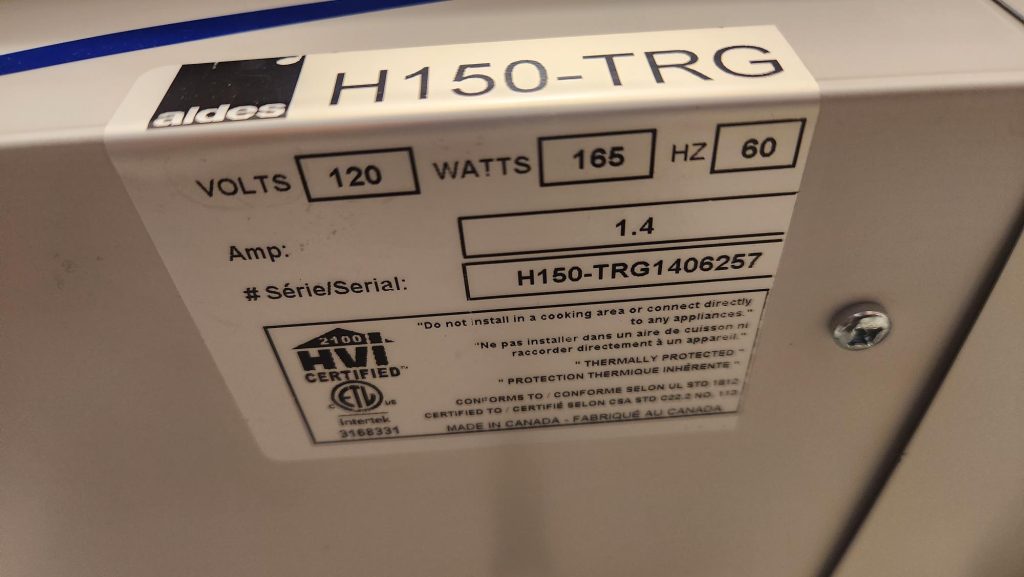 aldes H150-TRG
VOLTS 120 WATTS 165 HZ 60
Amp: 1.4
# Série/Serial: H150-TRG1406257
2100
HVI
CERTIFIED™
ETL
C US
Intertek
3168331
"Do not install in a cooking area or connect directly
to any appliances."
"Ne pas installer dans un aire de cuisson ni
raccorder directement à un appareil."
" THERMALLY PROTECTED "
" PROTECTION THERMIQUE INHÉRENTE "
CONFORMS TO / CONFORME SELON UL STD 1812
CERTIFIED TO / CERTIFIÉ SELON CSA STD C22.2 NO. 113
MADE IN CANADA - FABRIQUÉ AU CANADA